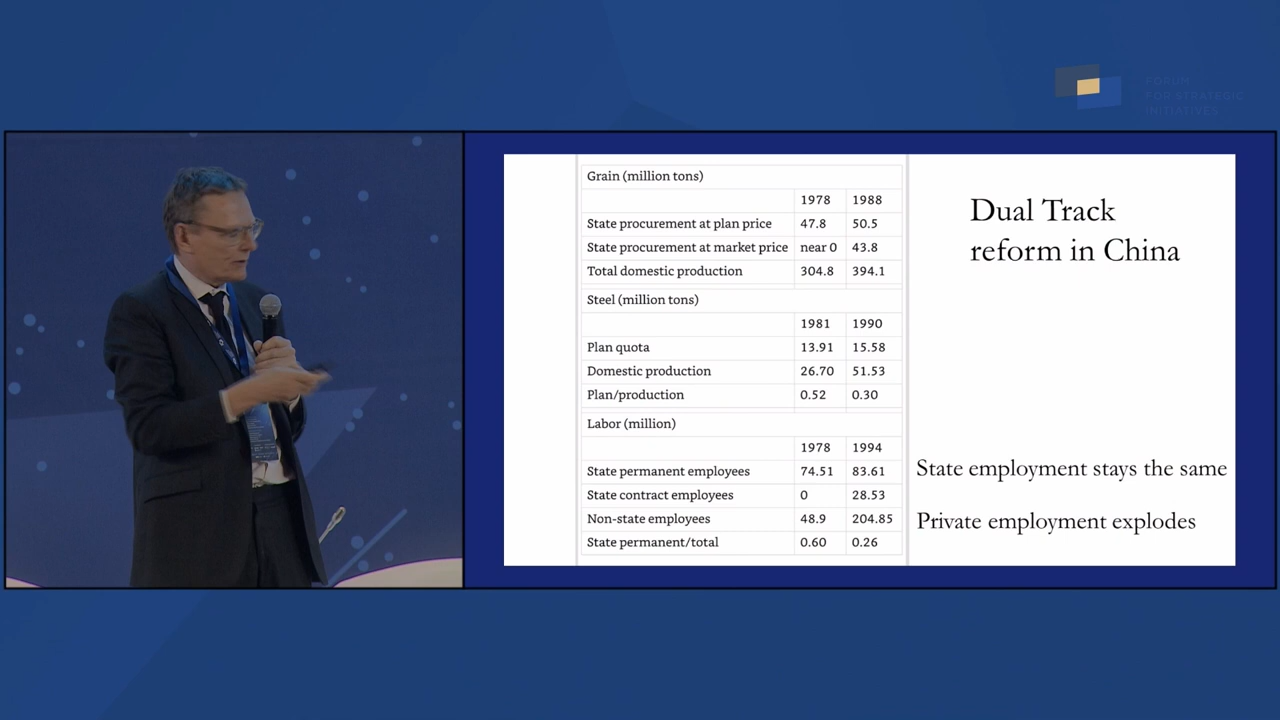 FORUM
FOR STRATEGIC
INITIATIVES
Grain (million tons)
1978 1988
State procurement at plan price 47.8 50.5
State procurement at market price near 0 43.8
Total domestic production 304.8 394.1
Steel (million tons)
1981 1990
Plan quota 13.91 15.58
Domestic production 26.70 51.53
Plan/production 0.52 0.30
Labor (million)
1978 1994
State permanent employees 74.51 83.61
State contract employees 0 28.53
Non-state employees 48.9 204.85
State permanent/total 0.60 0.26
Dual Track
reform in China
State employment stays the same
Private employment explodes